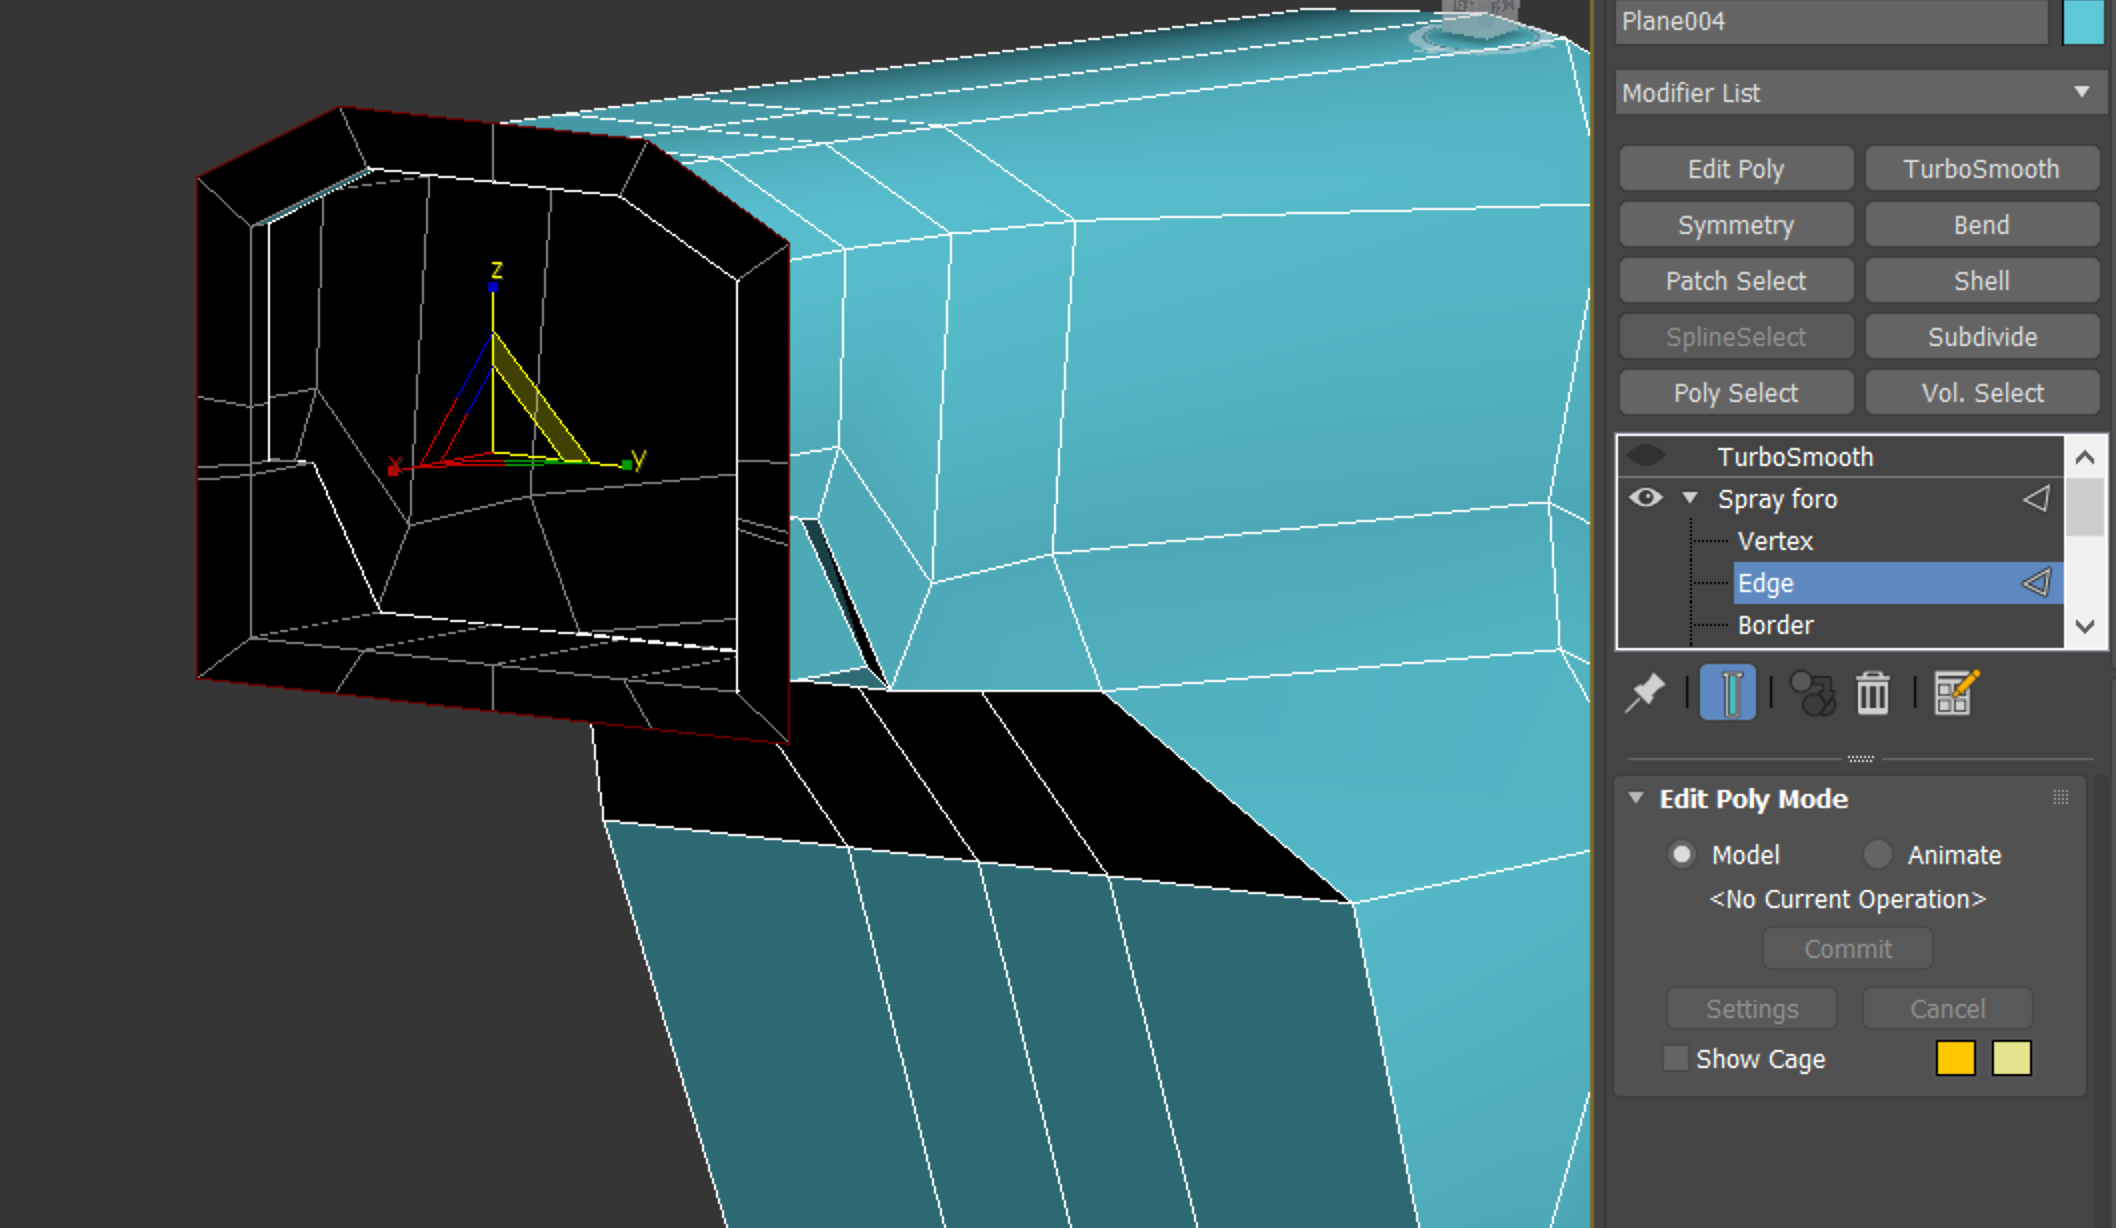 Plane004
Modifier List
Edit Poly
TurboSmooth
Symmetry
Bend
Patch Select
Shell
SplineSelect
Subdivide
Poly Select
Vol. Select
TurboSmooth
Spray foro
Vertex
Edge
Border
Edit Poly Mode
Model
Animate
<No Current Operation>
Commit
Settings
Cancel
Show Cage
z
x
y